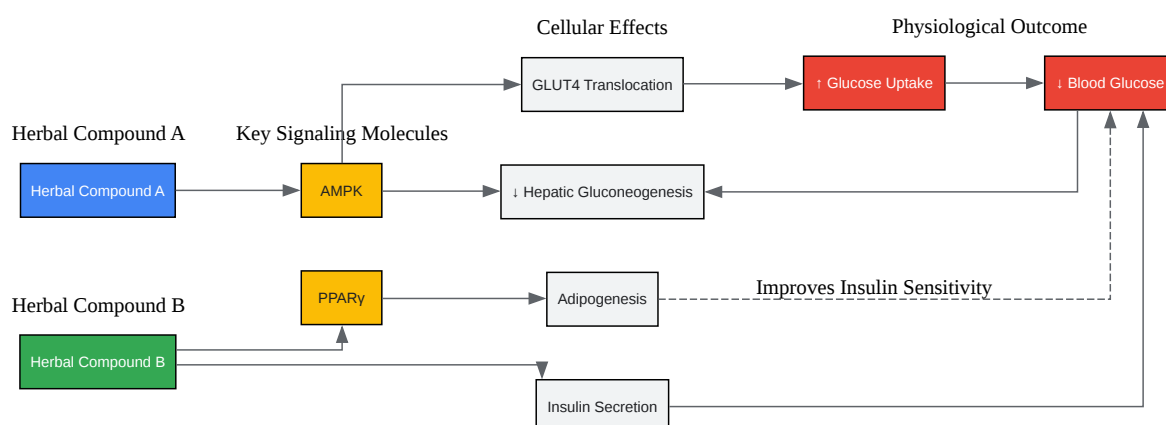 Cellular Effects
Physiological Outcome
GLUT4 Translocation
↑ Glucose Uptake
↓ Blood Glucose
Herbal Compound A
Key Signaling Molecules
Herbal Compound A
AMPK
↓ Hepatic Gluconeogenesis
PPARγ
Adipogenesis
Improves Insulin Sensitivity
Herbal Compound B
Herbal Compound B
Insulin Secretion